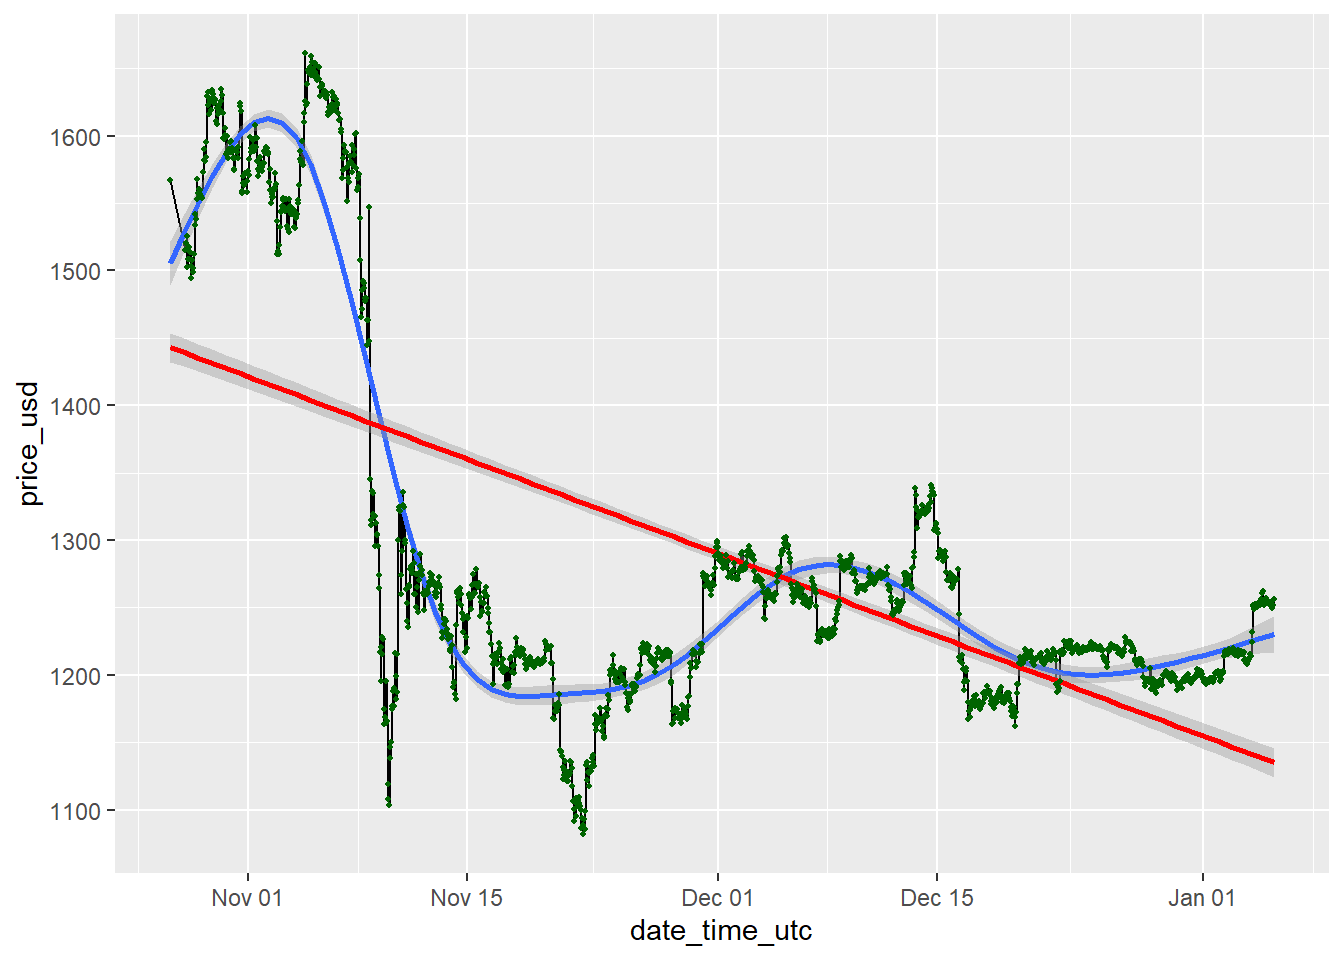 price_usd
1600
1500
1400
1300
1200
1100
Nov 01
Nov 15
Dec 01
Dec 15
Jan 01
date_time_utc